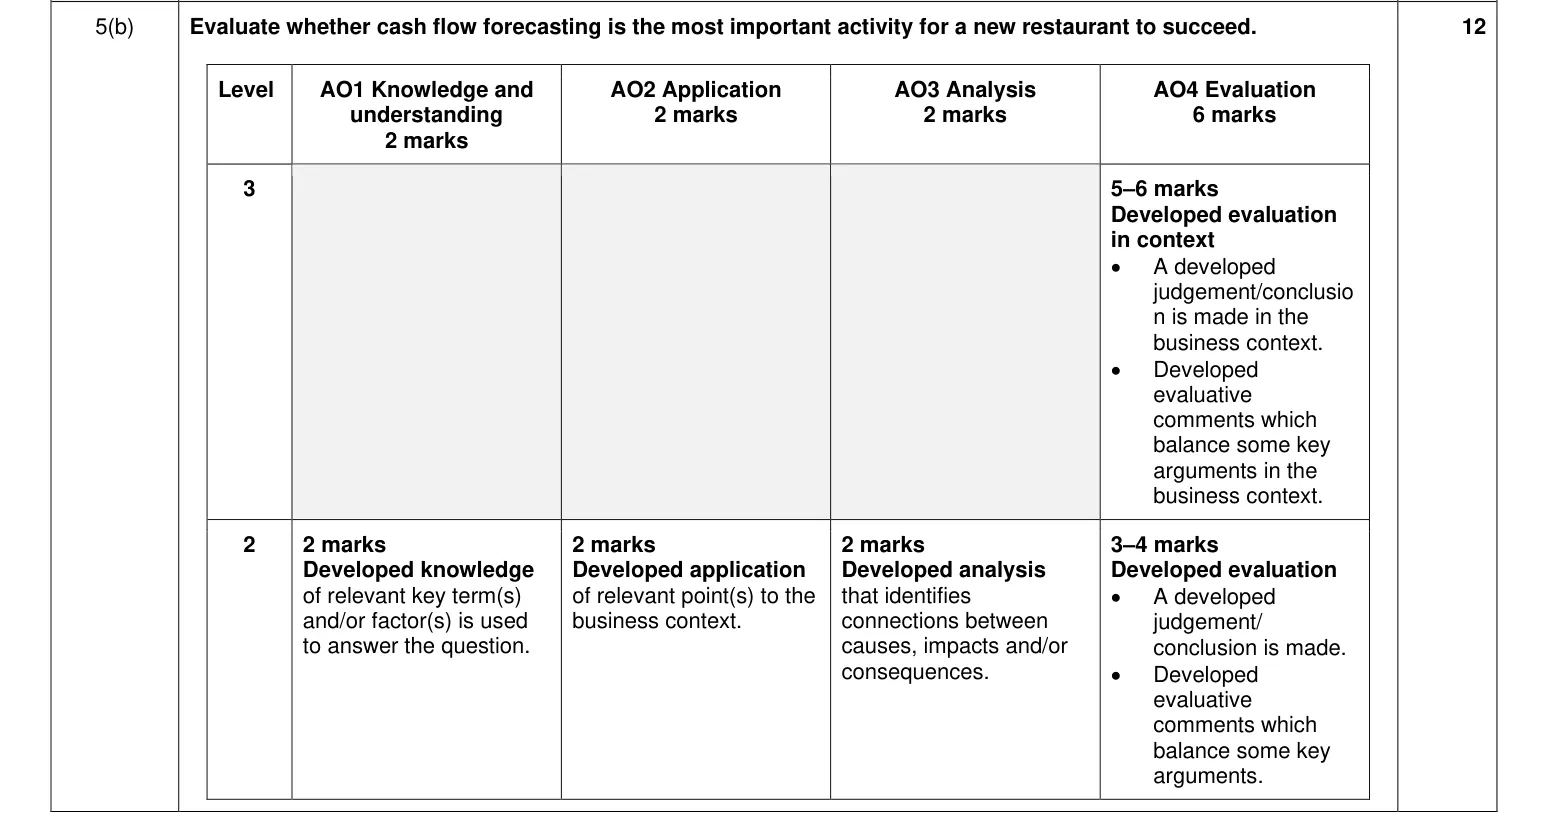 5(b)
Evaluate whether cash flow forecasting is the most important activity for a new restaurant to succeed.
12
Level
AO1 Knowledge and
understanding
2 marks
AO2 Application
2 marks
AO3 Analysis
2 marks
AO4 Evaluation
6 marks
3
5–6 marks
Developed evaluation
in context
• A developed
judgement/conclusio
n is made in the
business context.
• Developed
evaluative
comments which
balance some key
arguments in the
business context.
2
2 marks
Developed knowledge
of relevant key term(s)
and/or factor(s) is used
to answer the question.
2 marks
Developed application
of relevant point(s) to the
business context.
2 marks
Developed analysis
that identifies
connections between
causes, impacts and/or
consequences.
3–4 marks
Developed evaluation
• A developed
judgement/
conclusion is made.
• Developed
evaluative
comments which
balance some key
arguments.